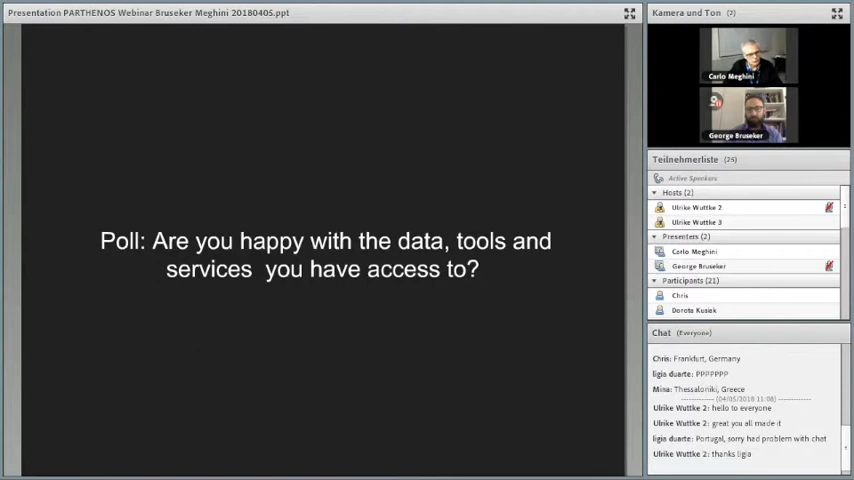 Presentation PARTHENOS Webinar Bruseker Meghini 20180405.ppt
Poll: Are you happy with the data, tools and
services you have access to?
Kamera und Ton (2)
Carlo Meghini
George Bruseker
Teilnehmerliste (25)
Active Speakers
Hosts (2)
Ulrike Wuttke 2
Ulrike Wuttke 3
Presenters (2)
Carlo Meghini
George Bruseker
Participants (21)
Chris
Dorota Kusiak
Chat (Everyone)
Chris: Frankfurt, Germany
ligia duarte: PPPPPPP
Mina: Thessaloniki, Greece
------------ (04/05/2018 11:08) ------------
Ulrike Wuttke 2: hello to everyone
Ulrike Wuttke 2: great you all made it
ligia duarte: Portugal, sorry had problem with chat
Ulrike Wuttke 2: thanks ligia